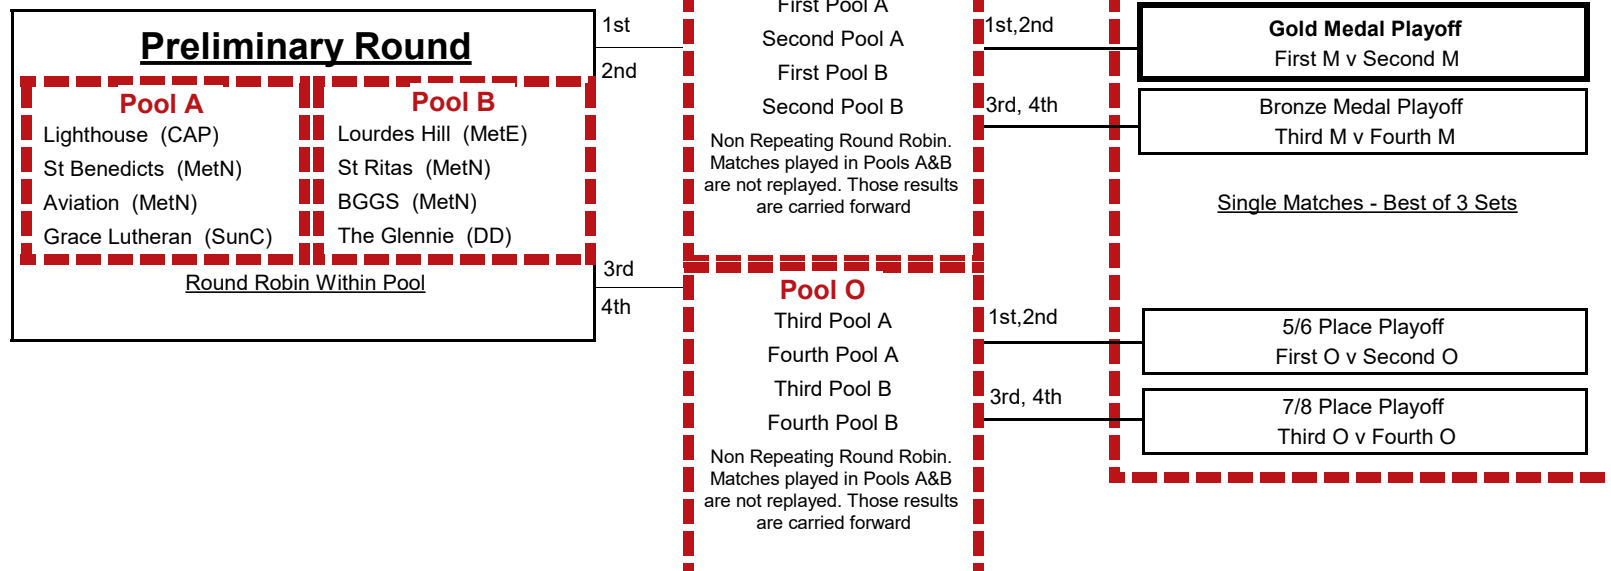 Preliminary Round
Pool A
Lighthouse (CAP)
St Benedicts (MetN)
Aviation (MetN)
Grace Lutheran (SunC)
Pool B
Lourdes Hill (MetE)
St Ritas (MetN)
BGGS (MetN)
The Glennie (DD)
Round Robin Within Pool
1st
2nd
3rd
4th
First Pool A
Second Pool A
First Pool B
Second Pool B
Non Repeating Round Robin.
Matches played in Pools A&B
are not replayed. Those results
are carried forward
Pool O
Third Pool A
Fourth Pool A
Third Pool B
Fourth Pool B
Non Repeating Round Robin.
Matches played in Pools A&B
are not replayed. Those results
are carried forward
1st,2nd
3rd, 4th
1st,2nd
3rd, 4th
Gold Medal Playoff
First M v Second M
Bronze Medal Playoff
Third M v Fourth M
Single Matches - Best of 3 Sets
5/6 Place Playoff
First O v Second O
7/8 Place Playoff
Third O v Fourth O